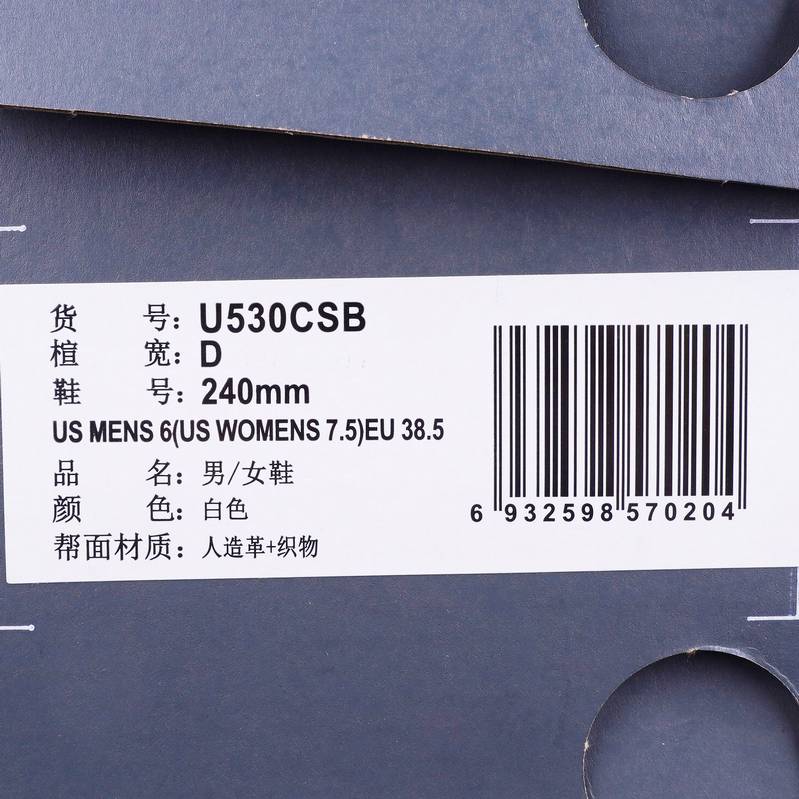 货 号：U530CSB
楦 宽：D
鞋 号：240mm
US MENS 6(US WOMENS 7.5)EU 38.5
品 名：男/女鞋
颜 色：白色
帮面材质：人造革+织物
6 932598 570204